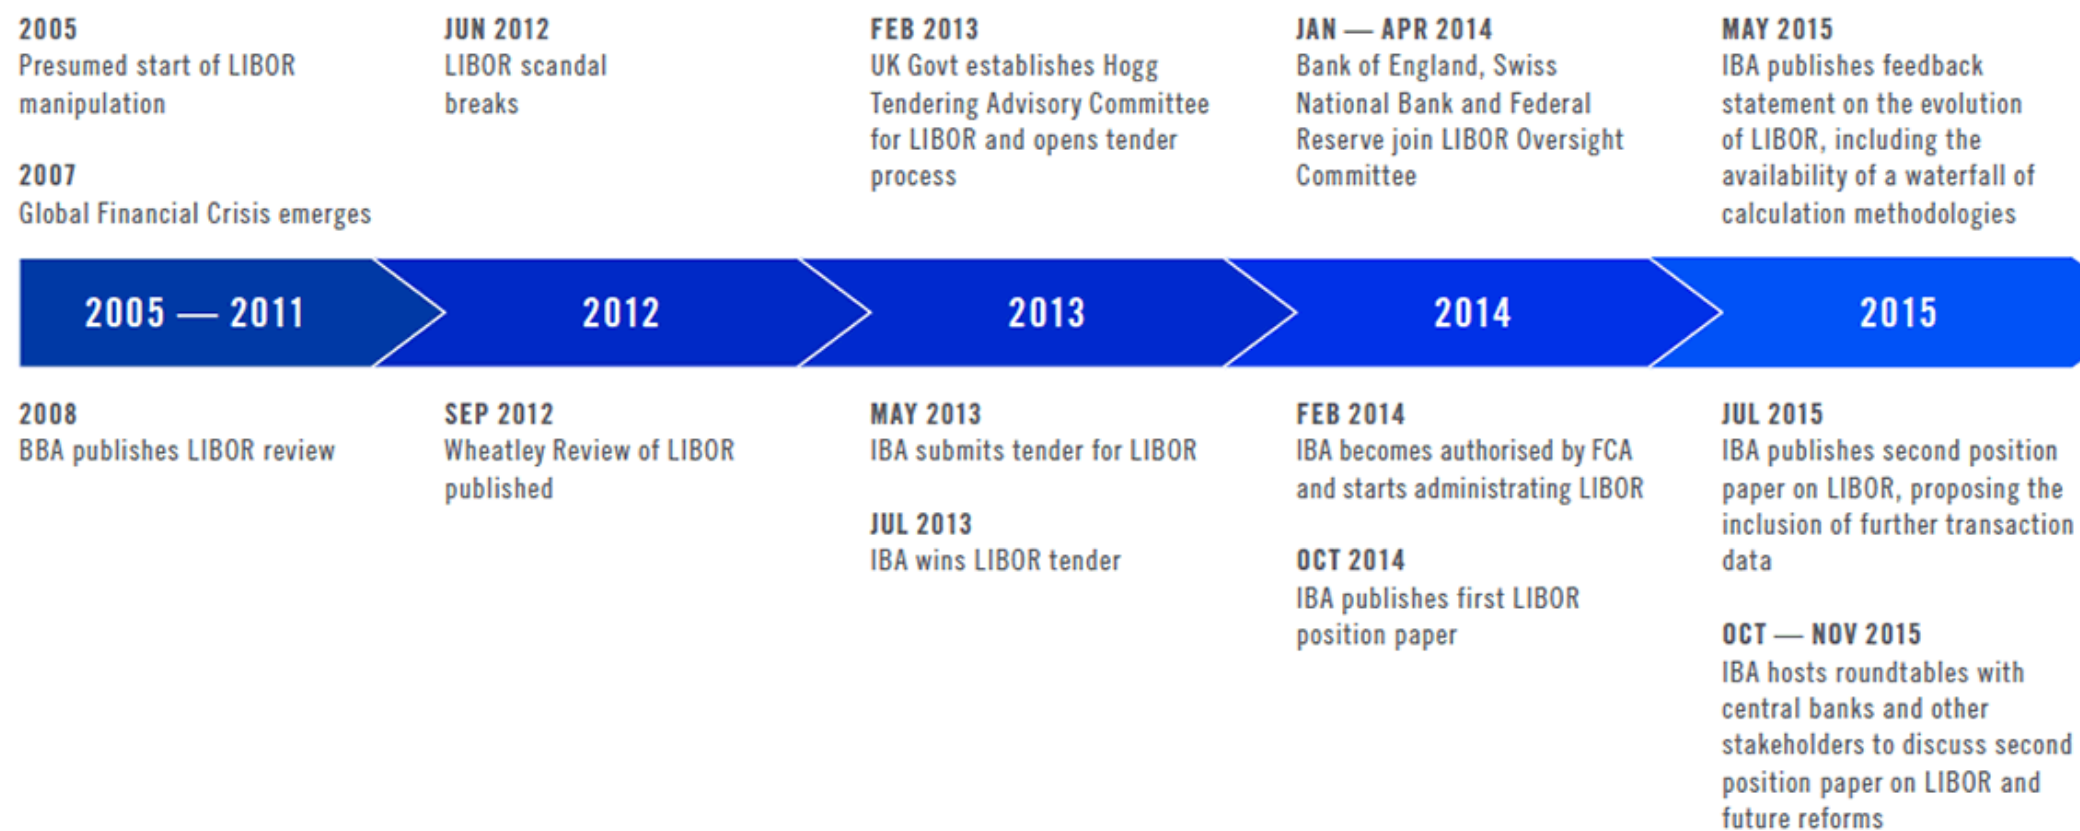 2005
Presumed start of LIBOR
manipulation
2007
Global Financial Crisis emerges
JUN 2012
LIBOR scandal
breaks
FEB 2013
UK Govt establishes Hogg
Tendering Advisory Committee
for LIBOR and opens tender
process
JAN — APR 2014
Bank of England, Swiss
National Bank and Federal
Reserve join LIBOR Oversight
Committee
MAY 2015
IBA publishes feedback
statement on the evolution
of LIBOR, including the
availability of a waterfall of
calculation methodologies
2005 — 2011
2012
2013
2014
2015
2008
BBA publishes LIBOR review
SEP 2012
Wheatley Review of LIBOR
published
MAY 2013
IBA submits tender for LIBOR
JUL 2013
IBA wins LIBOR tender
FEB 2014
IBA becomes authorised by FCA
and starts administrating LIBOR
OCT 2014
IBA publishes first LIBOR
position paper
JUL 2015
IBA publishes second position
paper on LIBOR, proposing the
inclusion of further transaction
data
OCT — NOV 2015
IBA hosts roundtables with
central banks and other
stakeholders to discuss second
position paper on LIBOR and
future reforms